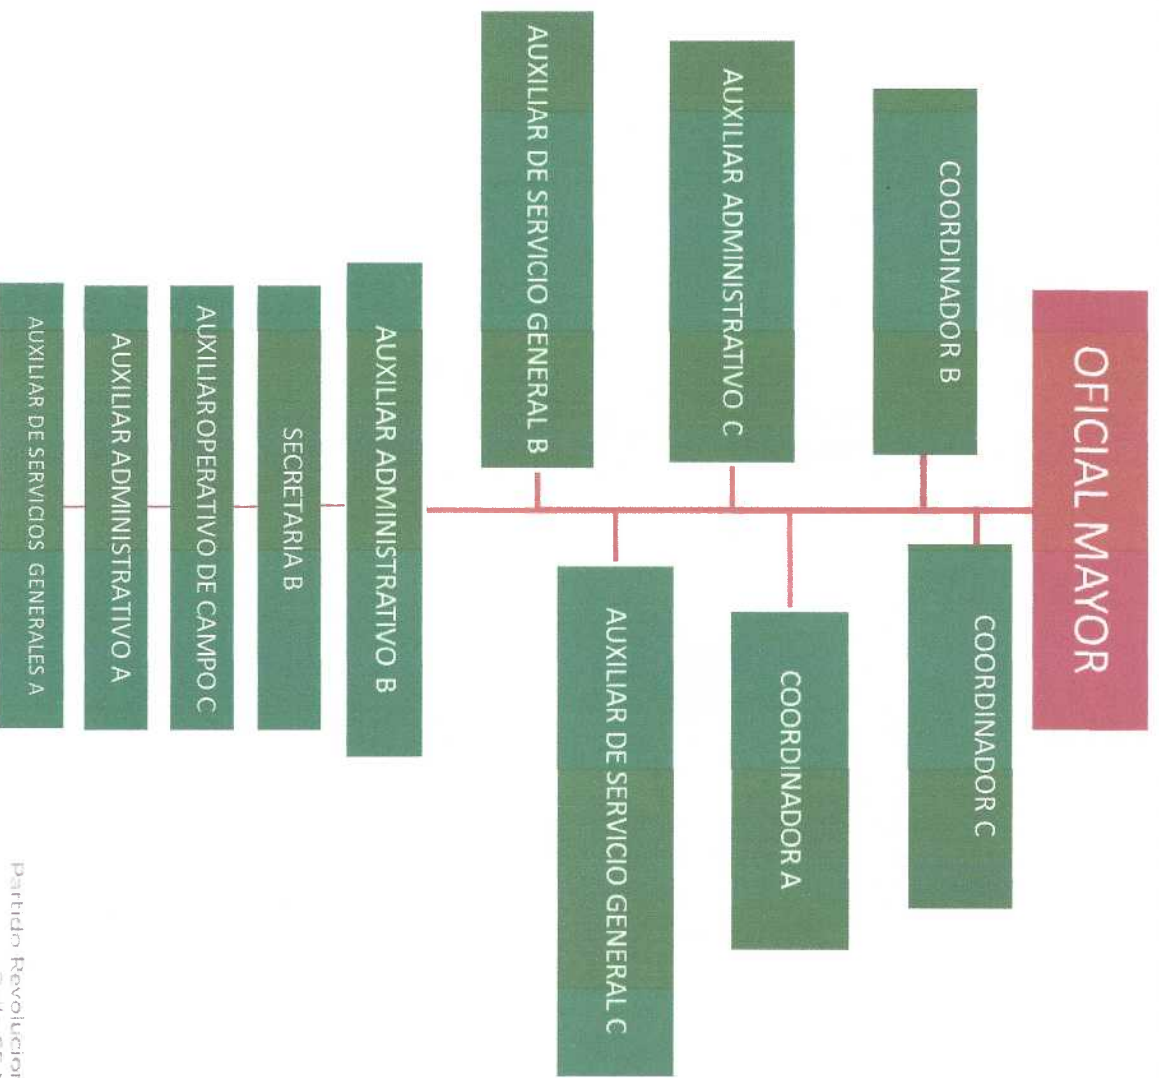 OFICIAL MAYOR
COORDINADOR C
COORDINADOR B
COORDINADOR A
AUXILIAR ADMINISTRATIVO C
AUXILIAR DE SERVICIO GENERAL C
AUXILIAR DE SERVICIO GENERAL B
AUXILIAR ADMINISTRATIVO B
SECRETARIA B
AUXILIAR OPERATIVO DE CAMPO C
AUXILIAR ADMINISTRATIVO A
AUXILIAR DE SERVICIOS GENERALES A
Partido Revolucion